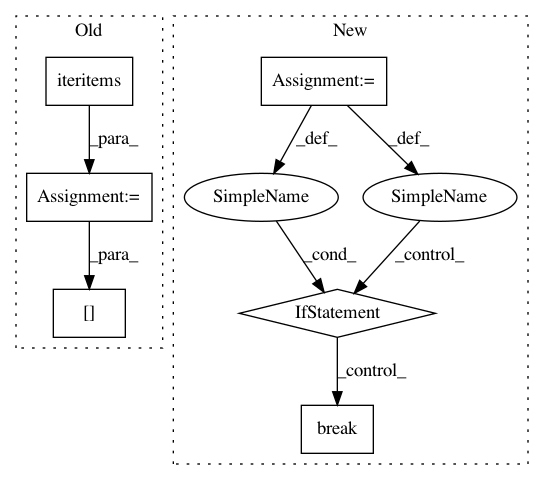 Old
New
iteritems
Assignment:=
_para_
_def_
_def_
Assignment:=
SimpleName
SimpleName
_para_
_cond_
_control_
[]
IfStatement
_control_
break